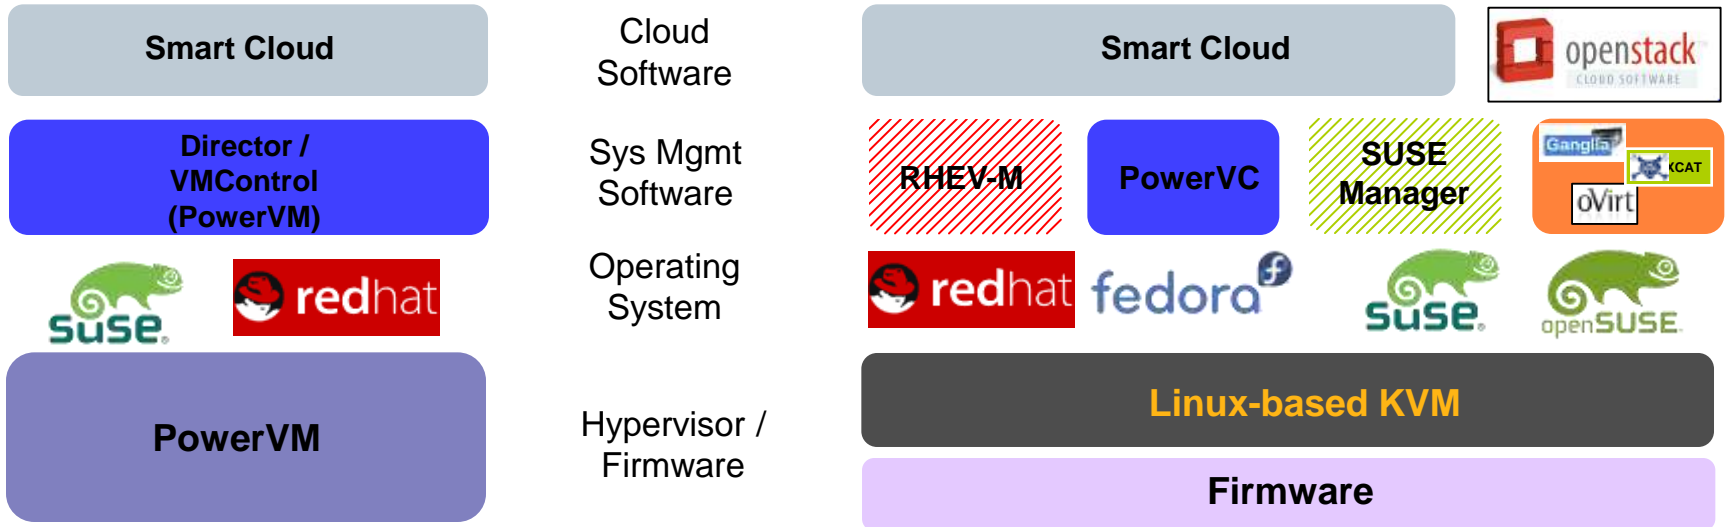 Smart Cloud
Cloud
Software
Smart Cloud
openstack
CLOUD SOFTWARE
Director /
VMControl
(PowerVM)
Sys Mgmt
Software
RHEV-M
PowerVC
SUSE
Manager
Ganglia
XCAT
oVirt
SUSE
redhat
Operating
System
redhat
fedora
SUSE
openSUSE
PowerVM
Hypervisor /
Firmware
Linux-based KVM
Firmware